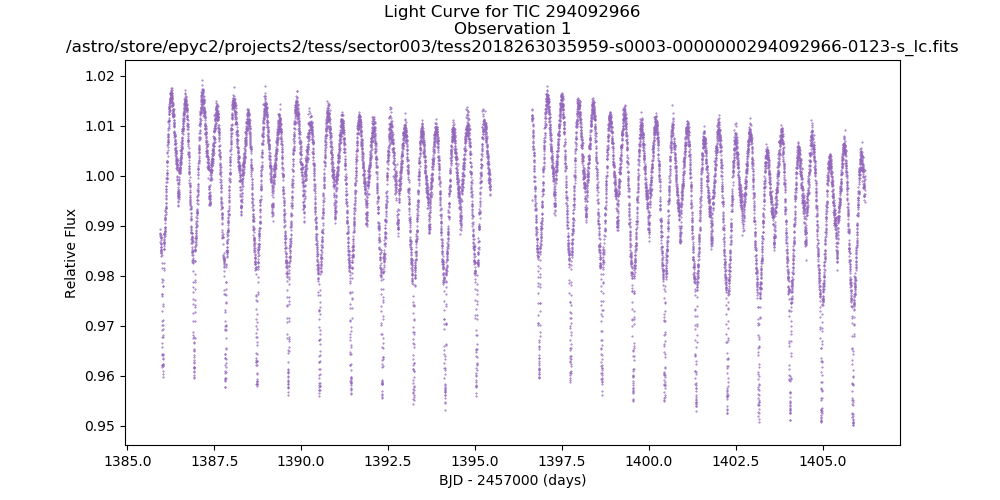 Light Curve for TIC 294092966
Observation 1
/astro/store/epyc2/projects2/tess/sector003/tess2018263035959-s0003-0000000294092966-0123-s_lc.fits
1.02
1.01
1.00
0.99
0.98
0.97
0.96
0.95
Relative Flux
1385.0 1387.5 1390.0 1392.5 1395.0 1397.5 1400.0 1402.5 1405.0
BJD - 2457000 (days)